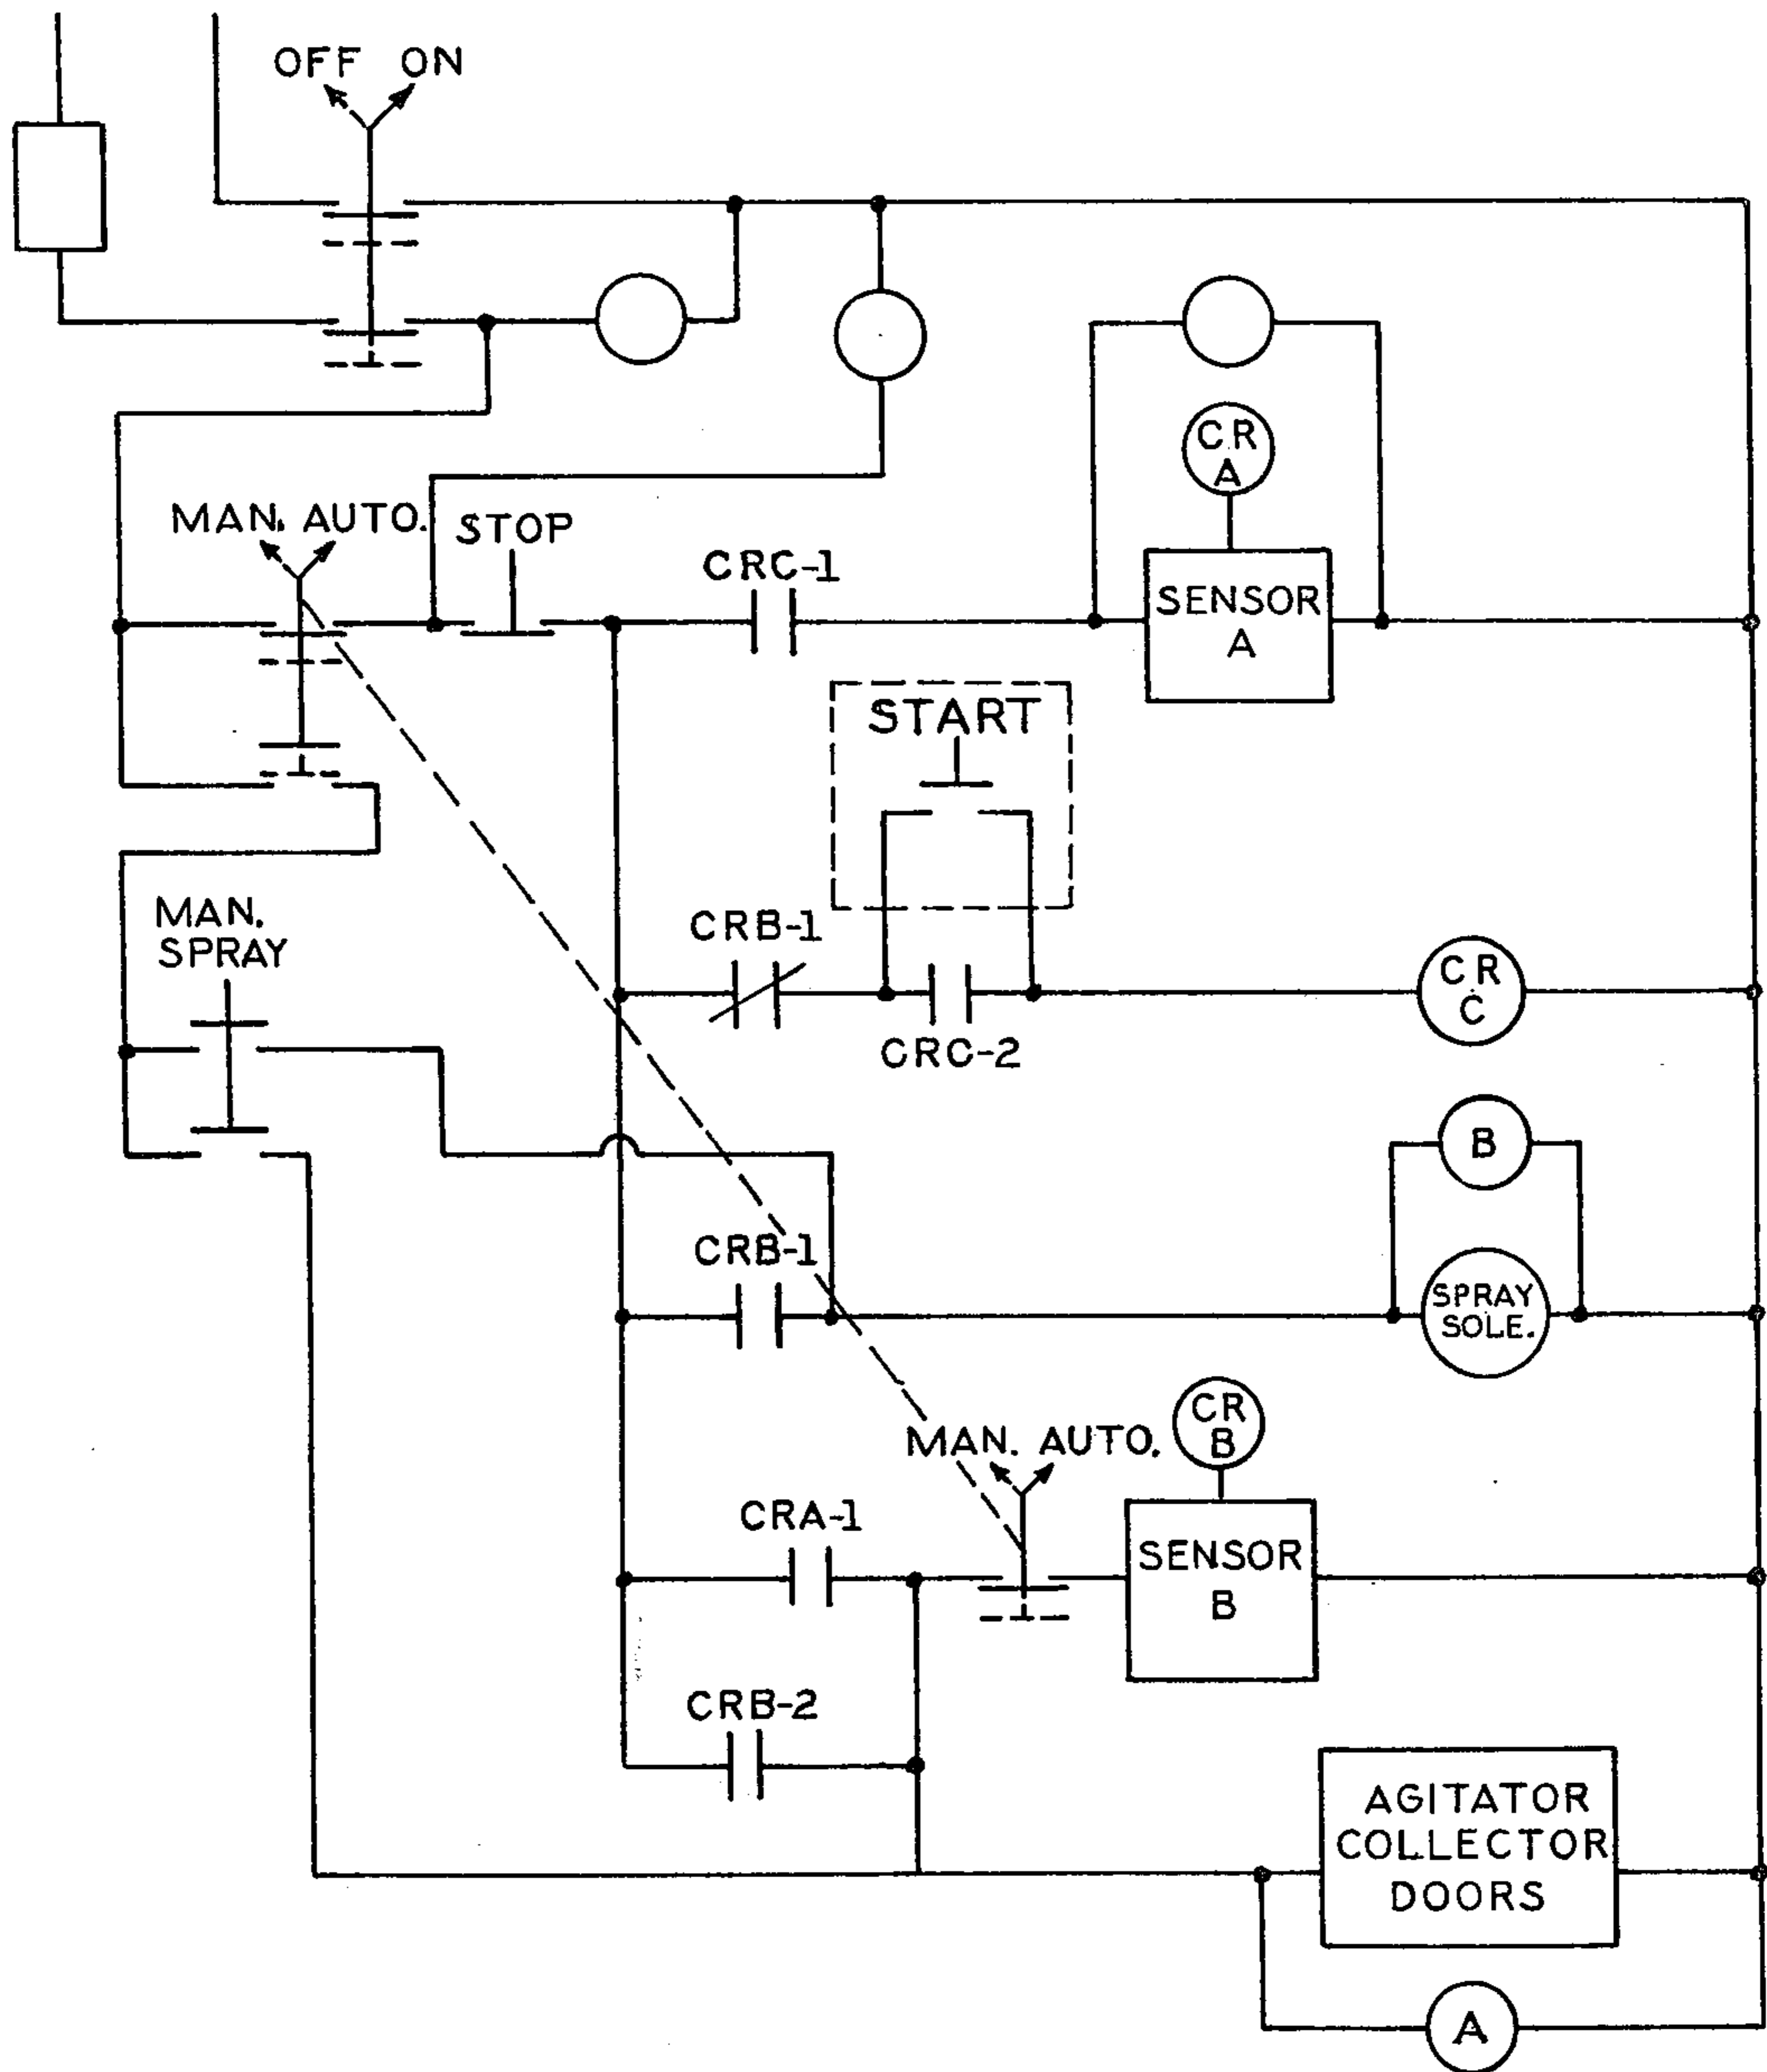 OFF ON
CR
A
MAN. AUTO.
STOP
CRC-1
SENSOR
A
START
MAN.
SPRAY
CRB-1
CR
C
CRC-2
B
CRB-1
SPRAY
SOLE.
CR
B
MAN. AUTO.
CRA-1
SENSOR
B
CRB-2
AGITATOR
COLLECTOR
DOORS
A